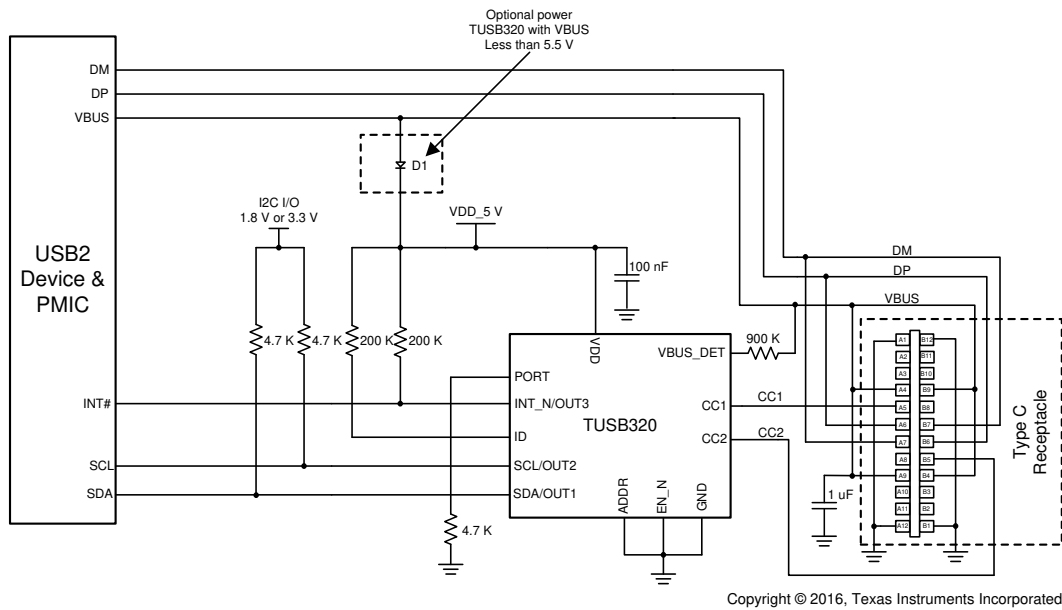 Optional power
TUSB320 with VBUS
Less than 5.5 V
DM
DP
VBUS
D1
I2C I/O
1.8 V or 3.3 V
VDD_5 V
USB2
Device &
PMIC
100 nF
DM
DP
VBUS
4.7 K
4.7 K
200 K
200 K
VDD
VBUS_DET
900 K
PORT
INT#
INT_N/OUT3
TUSB320
CC1
CC1
ID
CC2
CC2
SCL
SCL/OUT2
SDA
SDA/OUT1
ADDR
EN_N
GND
4.7 K
1 uF
A1
B12
A2
B11
A3
B10
A4
B9
A5
B8
A6
B7
A7
B6
A8
B5
A9
B4
A10
B3
A11
B2
A12
B1
Type C
Receptacle
Copyright © 2016, Texas Instruments Incorporated